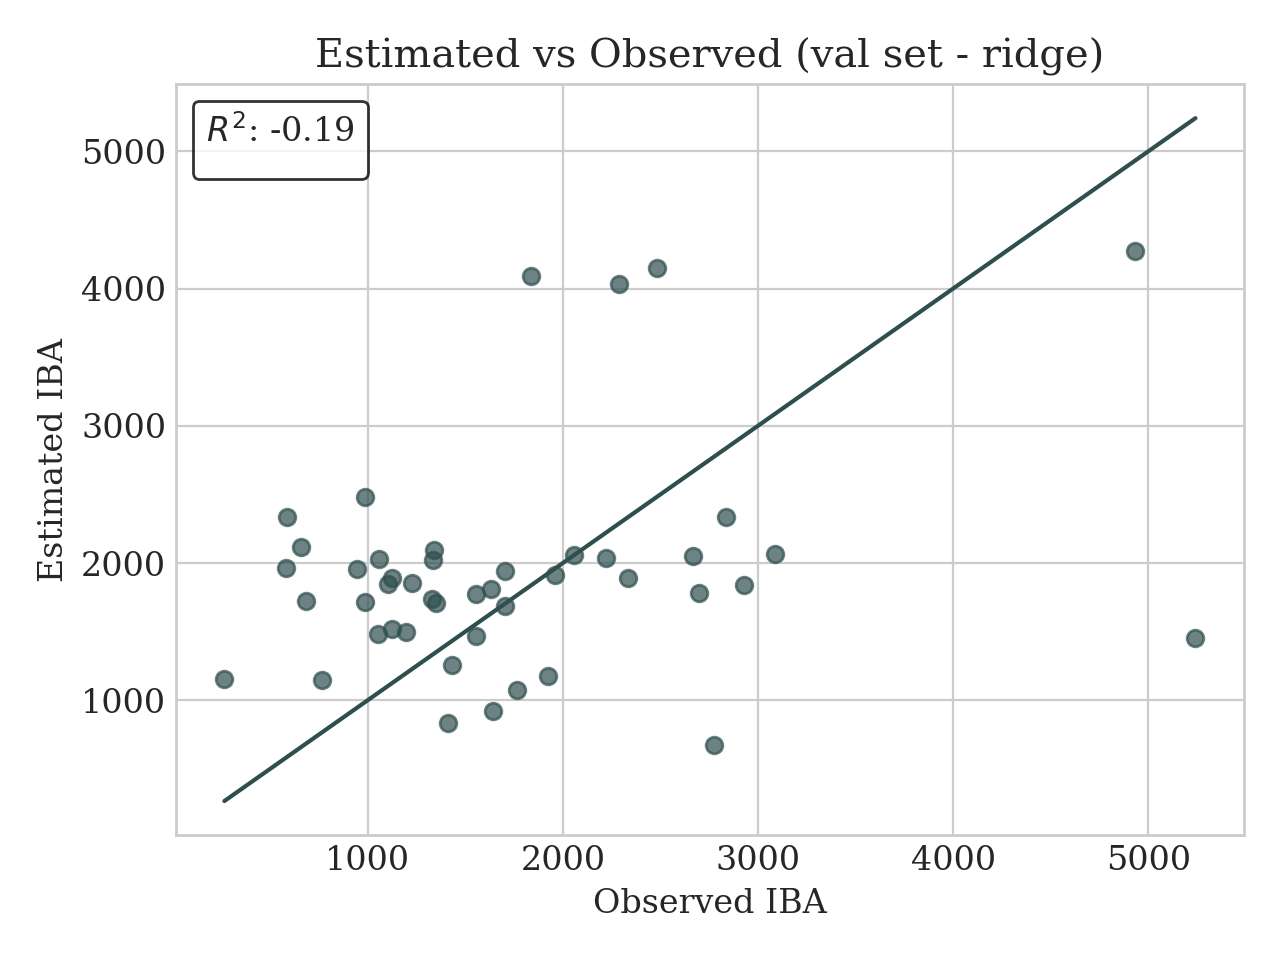 Estimated vs Observed (val set - ridge)
R²: -0.19
5000
4000
3000
2000
1000
Estimated IBA
1000 2000 3000 4000 5000
Observed IBA